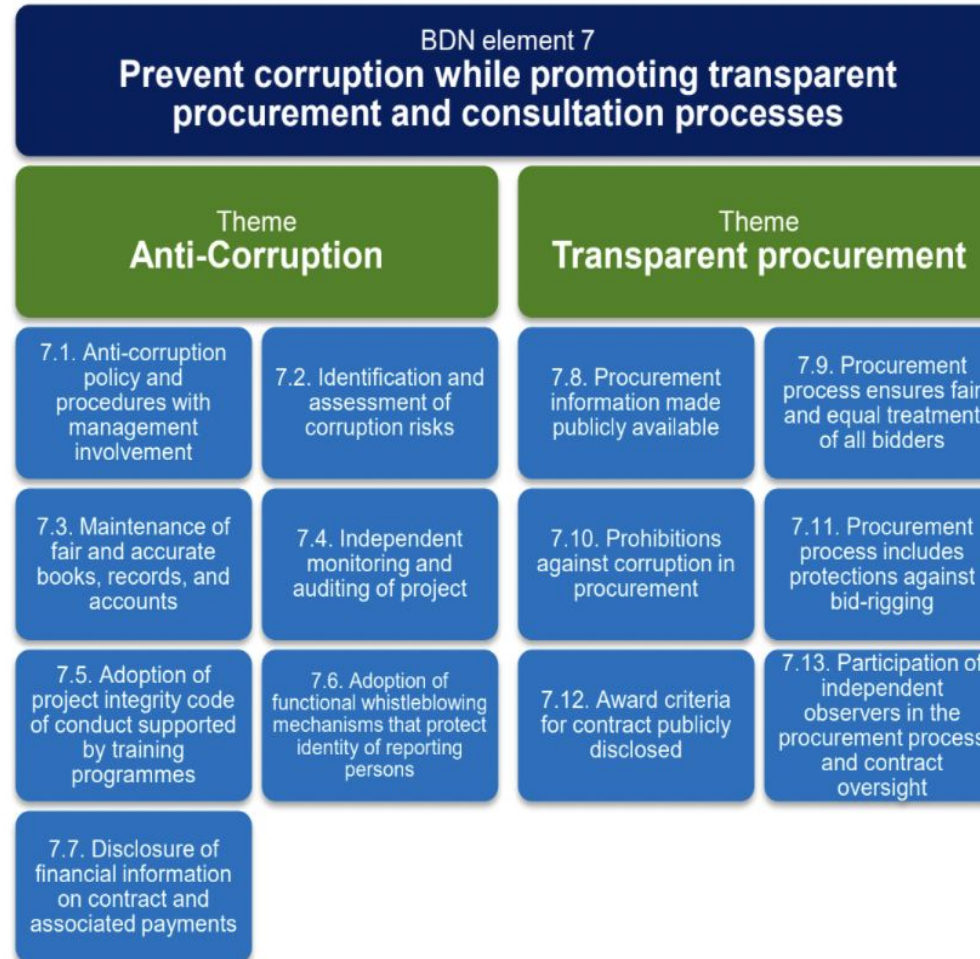 BDN element 7
Prevent corruption while promoting transparent
procurement and consultation processes
Theme
Anti-Corruption
Theme
Transparent procurement
7.1. Anti-corruption
policy and
procedures with
management
involvement
7.2. Identification and
assessment of
corruption risks
7.8. Procurement
information made
publicly available
7.9. Procurement
process ensures fair
and equal treatment
of all bidders
7.3. Maintenance of
fair and accurate
books, records, and
accounts
7.4. Independent
monitoring and
auditing of project
7.10. Prohibitions
against corruption in
procurement
7.11. Procurement
process includes
protections against
bid-rigging
7.5. Adoption of
project integrity code
of conduct supported
by training
programmes
7.6. Adoption of
functional whistleblowing
mechanisms that protect
identity of reporting
persons
7.12. Award criteria
for contract publicly
disclosed
7.13. Participation of
independent
observers in the
procurement process
and contract
oversight
7.7. Disclosure of
financial information
on contract and
associated payments